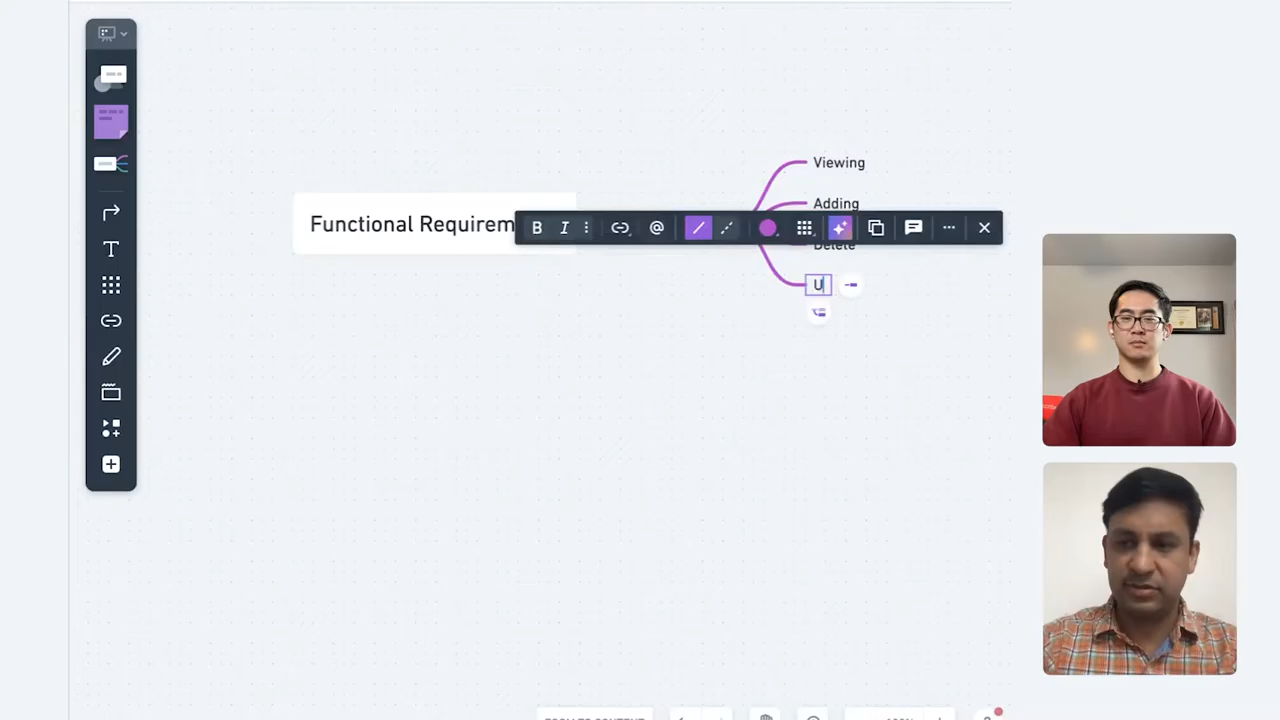 Viewing
Adding
Functional Requirem
B I @
Delete
U